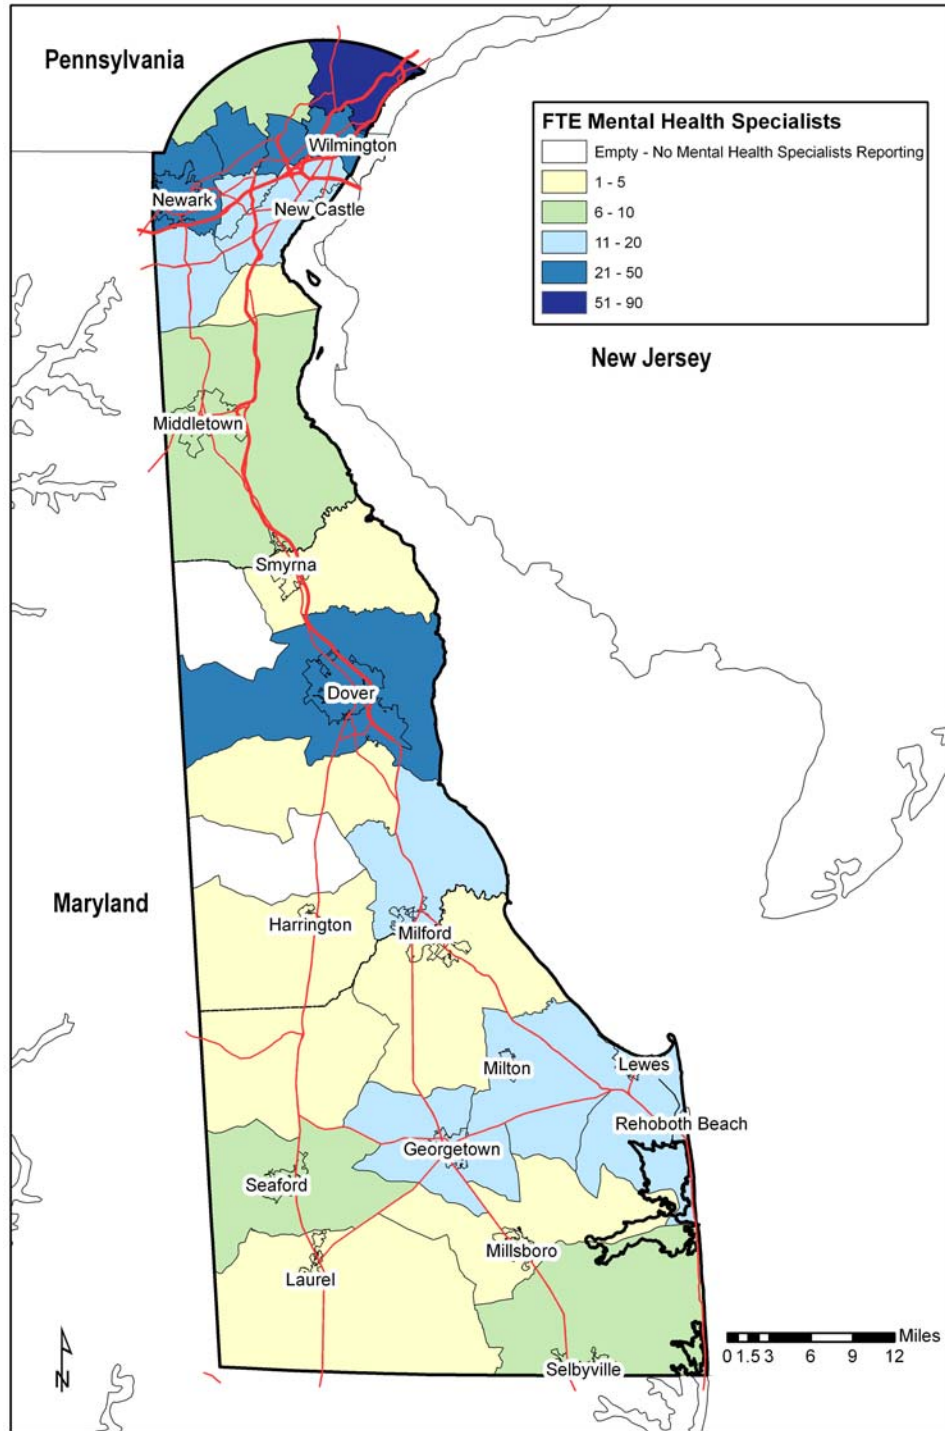 Pennsylvania
FTE Mental Health Specialists
Empty - No Mental Health Specialists Reporting
1 - 5
6 - 10
11 - 20
21 - 50
51 - 90
Wilmington
Newark
New Castle
New Jersey
Middletown
Smyrna
Dover
Maryland
Harrington
Milford
Milton
Lewes
Rehoboth Beach
Georgetown
Seaford
Millsboro
Laurel
Selbyville
Miles
0 1.5 3 6 9 12
N